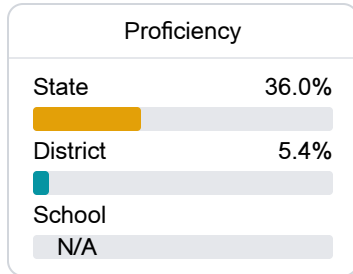 Proficiency
State 36.0%
District 5.4%
School
N/A